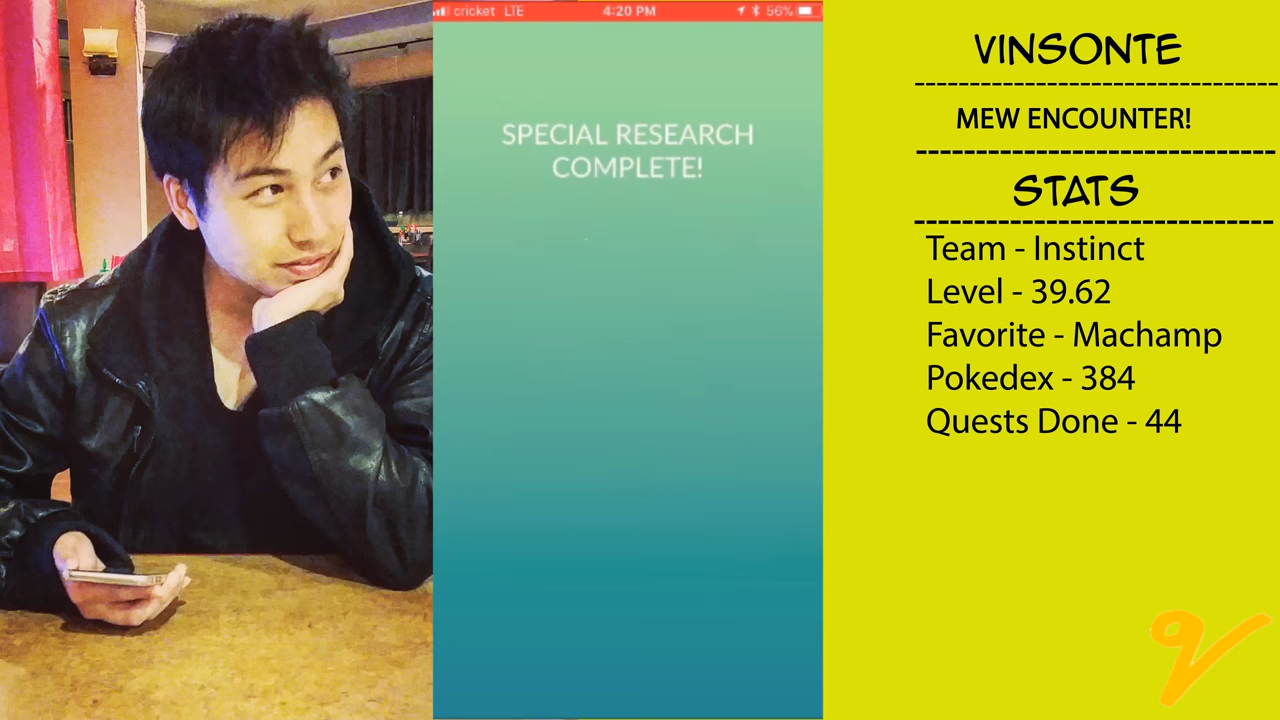 cricket LTE 4:20 PM 56%
SPECIAL RESEARCH
COMPLETE!
VINSONTE
MEW ENCOUNTER!
STATS
Team - Instinct
Level - 39.62
Favorite - Machamp
Pokedex - 384
Quests Done - 44